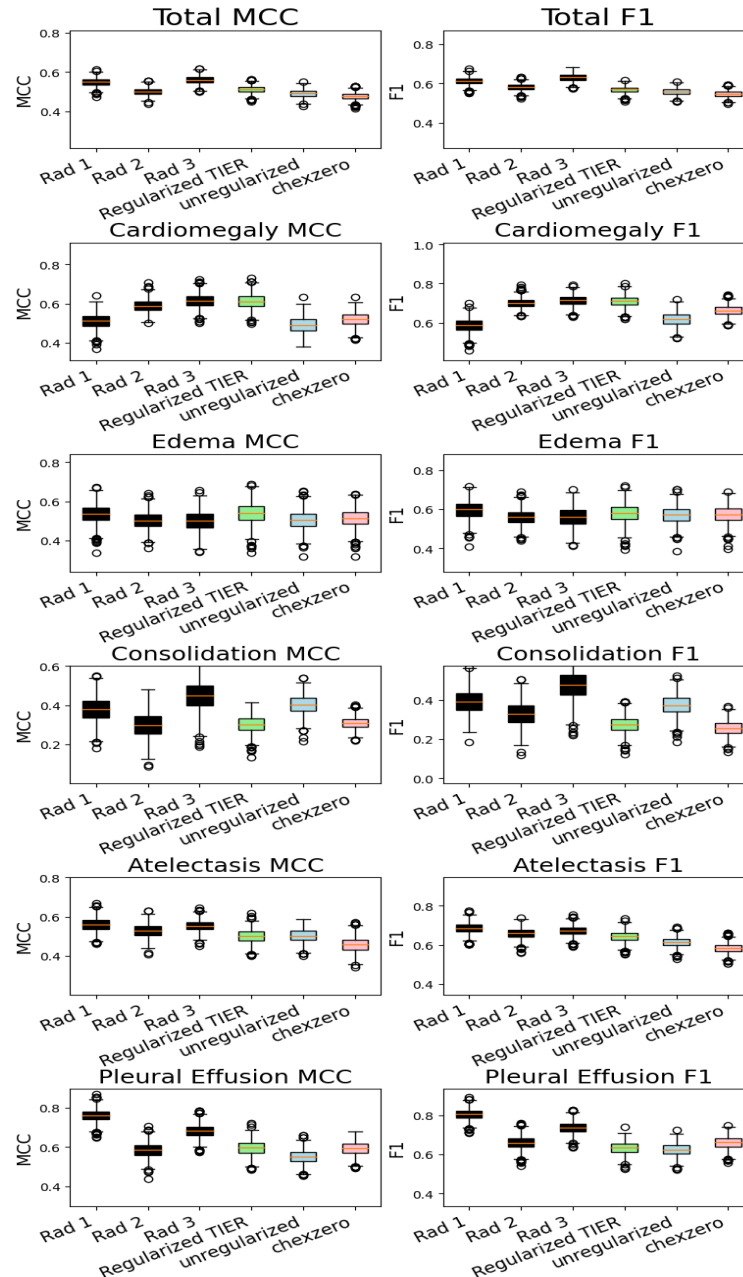 Total MCC
Total F1
0.8
0.6
0.4
MCC
0.8
0.6
0.4
F1
Rad 1
Rad 2
Rad 3
Regularized TIER
unregularized
chexzero
Rad 1
Rad 2
Rad 3
Regularized TIER
unregularized
chexzero
Cardiomegaly MCC
Cardiomegaly F1
0.8
0.6
0.4
MCC
1.0
0.8
0.6
F1
Rad 1
Rad 2
Rad 3
Regularized TIER
unregularized
chexzero
Rad 1
Rad 2
Rad 3
Regularized TIER
unregularized
chexzero
Edema MCC
Edema F1
0.8
0.6
0.4
MCC
0.8
0.6
0.4
F1
Rad 1
Rad 2
Rad 3
Regularized TIER
unregularized
chexzero
Rad 1
Rad 2
Rad 3
Regularized TIER
unregularized
chexzero
Consolidation MCC
Consolidation F1
0.6
0.4
0.2
MCC
0.4
0.2
0.0
F1
Rad 1
Rad 2
Rad 3
Regularized TIER
unregularized
chexzero
Rad 1
Rad 2
Rad 3
Regularized TIER
unregularized
chexzero
Atelectasis MCC
Atelectasis F1
0.8
0.6
0.4
MCC
0.8
0.6
0.4
F1
Rad 1
Rad 2
Rad 3
Regularized TIER
unregularized
chexzero
Rad 1
Rad 2
Rad 3
Regularized TIER
unregularized
chexzero
Pleural Effusion MCC
Pleural Effusion F1
0.8
0.6
0.4
MCC
0.8
0.6
0.4
F1
Rad 1
Rad 2
Rad 3
Regularized TIER
unregularized
chexzero
Rad 1
Rad 2
Rad 3
Regularized TIER
unregularized
chexzero